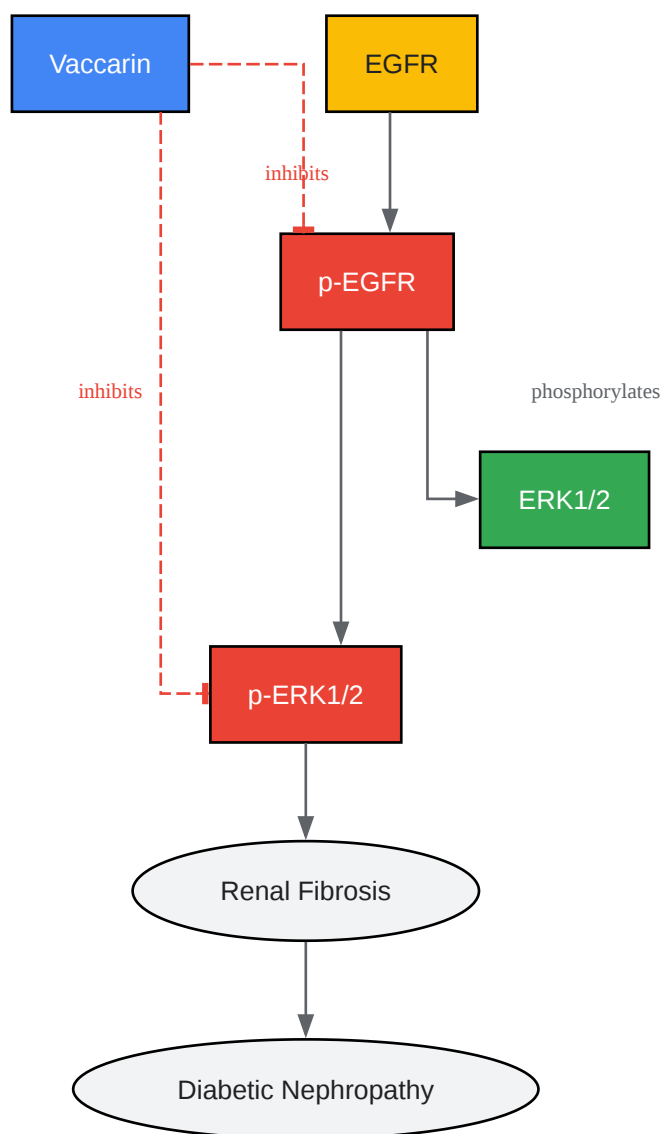 Vaccarin
EGFR
inhibits
p-EGFR
inhibits
phosphorylates
ERK1/2
p-ERK1/2
Renal Fibrosis
Diabetic Nephropathy